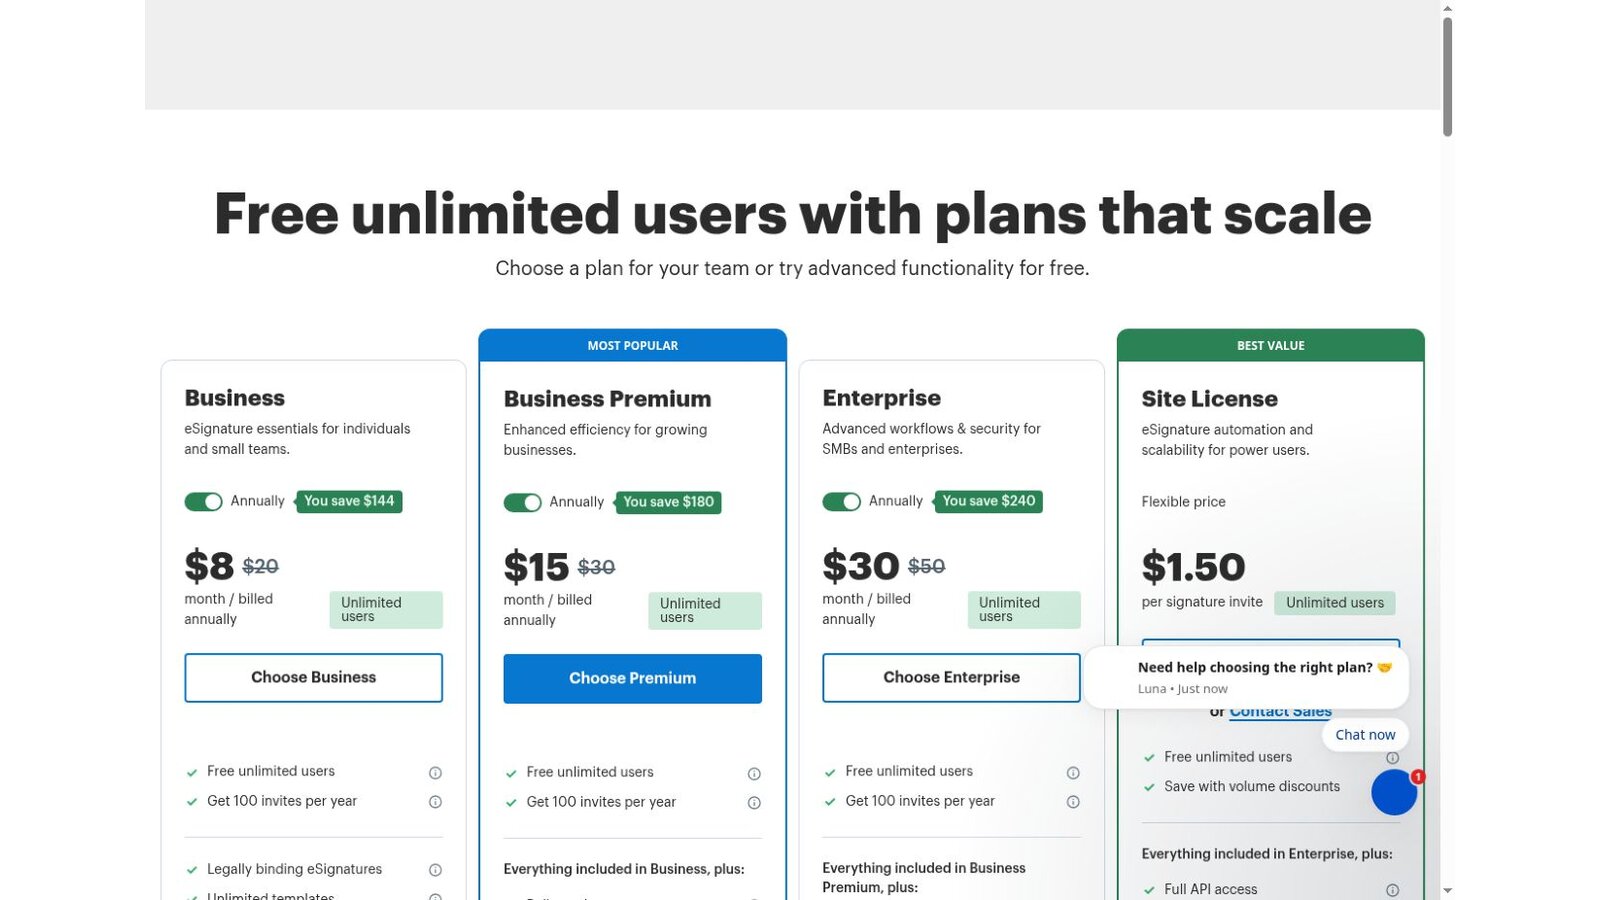 Free unlimited users with plans that scale
Choose a plan for your team or try advanced functionality for free.
Business
eSignature essentials for individuals
and small teams.
Annually
You save $144
$8 $20
month / billed
annually
Unlimited
users
Choose Business
Free unlimited users
Get 100 invites per year
Legally binding eSignatures
Unlimited templates
MOST POPULAR
Business Premium
Enhanced efficiency for growing
businesses.
Annually
You save $180
$15 $30
month / billed
annually
Unlimited
users
Choose Premium
Free unlimited users
Get 100 invites per year
Everything included in Business, plus:
Enterprise
Advanced workflows & security for
SMBs and enterprises.
Annually
You save $240
$30 $50
month / billed
annually
Unlimited
users
Choose Enterprise
Free unlimited users
Get 100 invites per year
Everything included in Business
Premium, plus:
BEST VALUE
Site License
eSignature automation and
scalability for power users.
Flexible price
$1.50
per signature invite
Unlimited users
Need help choosing the right plan? 🤝
Luna • Just now
or Contact Sales
Chat now
1
Free unlimited users
Save with volume discounts
Everything included in Enterprise, plus:
Full API access